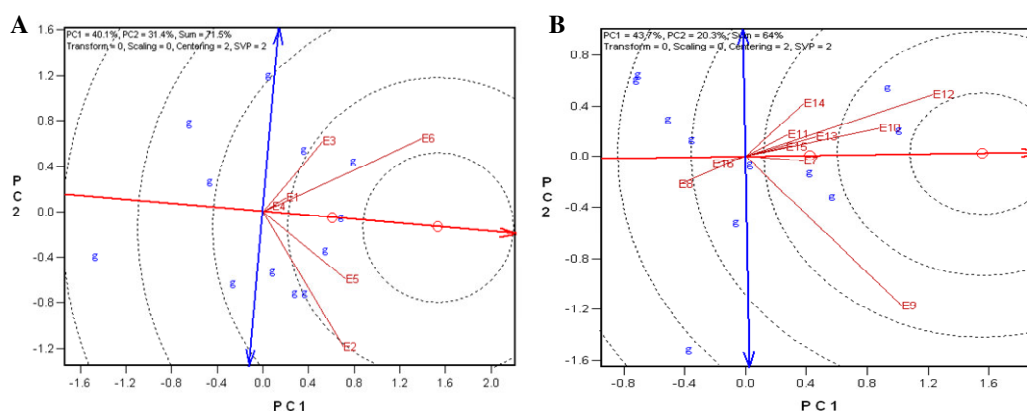 A
PC1 = 40.1%, PC2 = 31.4%, Sum = 71.5%
Transform = 0, Scaling = 0, Centering = 2, SVP = 2
1.6
1.2
0.8
0.4
0.0
-0.4
-0.8
-1.2
PC2
E3
E6
E1
E4
E5
E2
g
g
g
g
g
g
g
g
g
g
g
g
-1.6
-1.2
-0.8
-0.4
0.0
0.4
0.8
1.2
1.6
2.0
PC1
B
PC1 = 43.7%, PC2 = 20.3%, Sum = 64%
Transform = 0, Scaling = 0, Centering = 2, SVP = 2
0.8
0.4
0.0
-0.4
-0.8
-1.2
-1.6
PC2
E14
E12
E11
E10
E13
E15
E7
E16
E8
E9
g
g
g
g
g
g
g
g
g
g
g
-0.8
-0.4
0.0
0.4
0.8
1.2
1.6
PC1